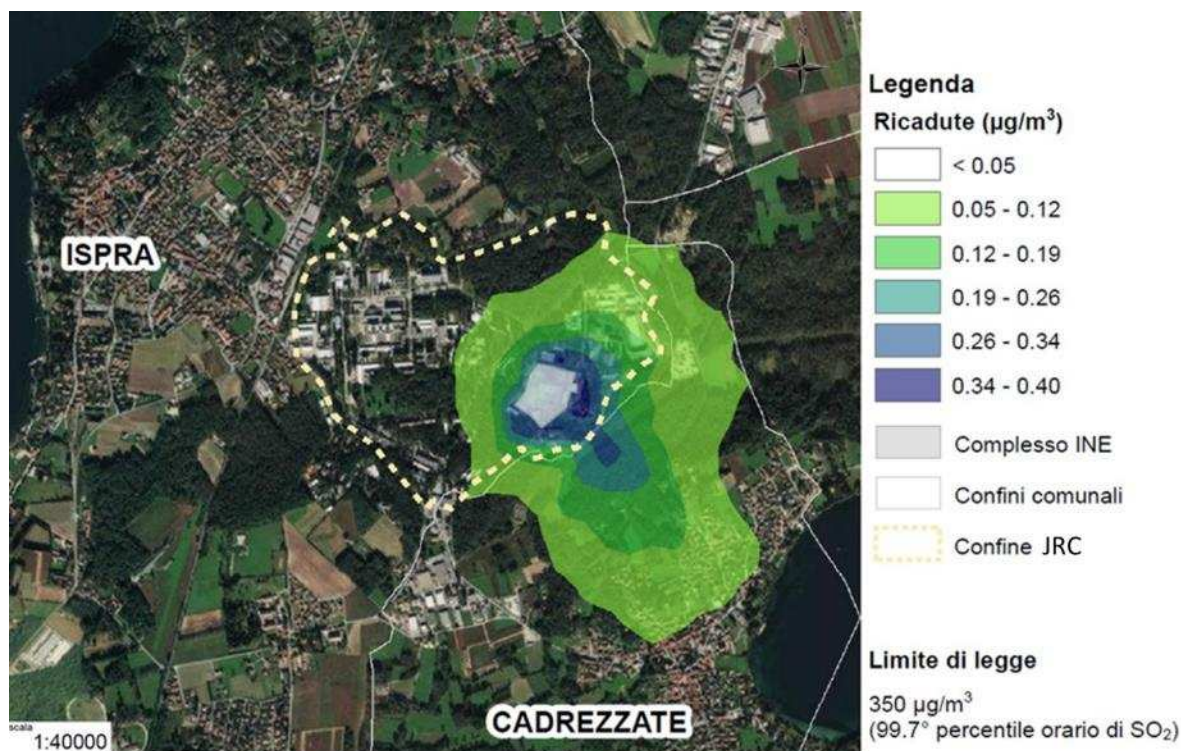 N
ISPRA
CADREZZATE
scala
1:40000
Legenda
Ricadute (µg/m³)
< 0.05
0.05 - 0.12
0.12 - 0.19
0.19 - 0.26
0.26 - 0.34
0.34 - 0.40
Complesso INE
Confini comunali
Confine JRC
Limite di legge
350 µg/m³
(99.7° percentile orario di SO₂)